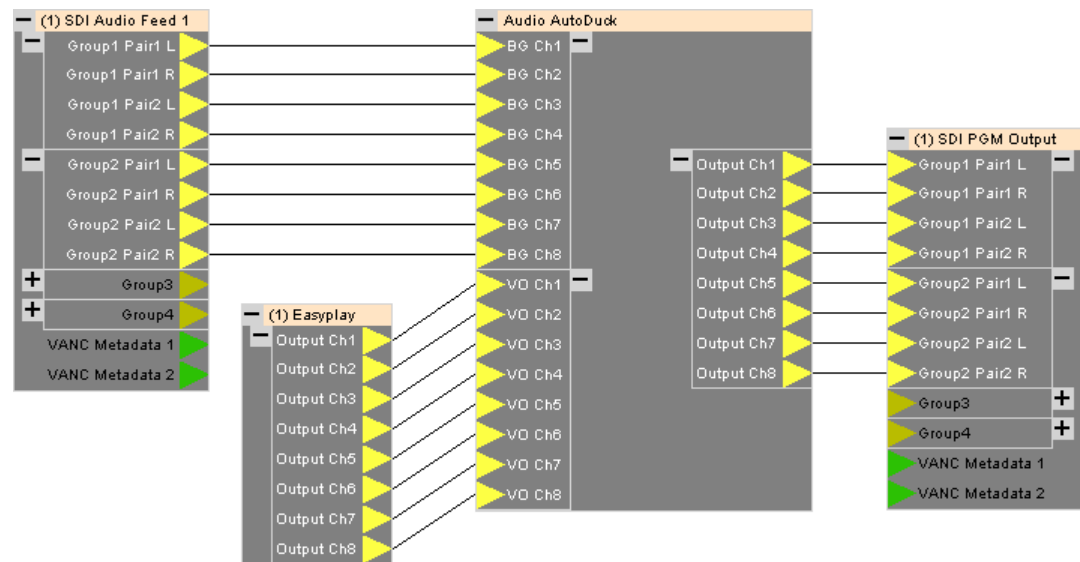 (1) SDI Audio Feed 1
Group1 Pair1 L
Group1 Pair1 R
Group1 Pair2 L
Group1 Pair2 R
Group2 Pair1 L
Group2 Pair1 R
Group2 Pair2 L
Group2 Pair2 R
Group3
Group4
VANC Metadata 1
VANC Metadata 2
(1) Easyplay
Output Ch1
Output Ch2
Output Ch3
Output Ch4
Output Ch5
Output Ch6
Output Ch7
Output Ch8
Audio AutoDuck
BG Ch1
BG Ch2
BG Ch3
BG Ch4
BG Ch5
BG Ch6
BG Ch7
BG Ch8
VO Ch1
VO Ch2
VO Ch3
VO Ch4
VO Ch5
VO Ch6
VO Ch7
VO Ch8
Output Ch1
Output Ch2
Output Ch3
Output Ch4
Output Ch5
Output Ch6
Output Ch7
Output Ch8
(1) SDI PGM Output
Group1 Pair1 L
Group1 Pair1 R
Group1 Pair2 L
Group1 Pair2 R
Group2 Pair1 L
Group2 Pair1 R
Group2 Pair2 L
Group2 Pair2 R
Group3
Group4
VANC Metadata 1
VANC Metadata 2